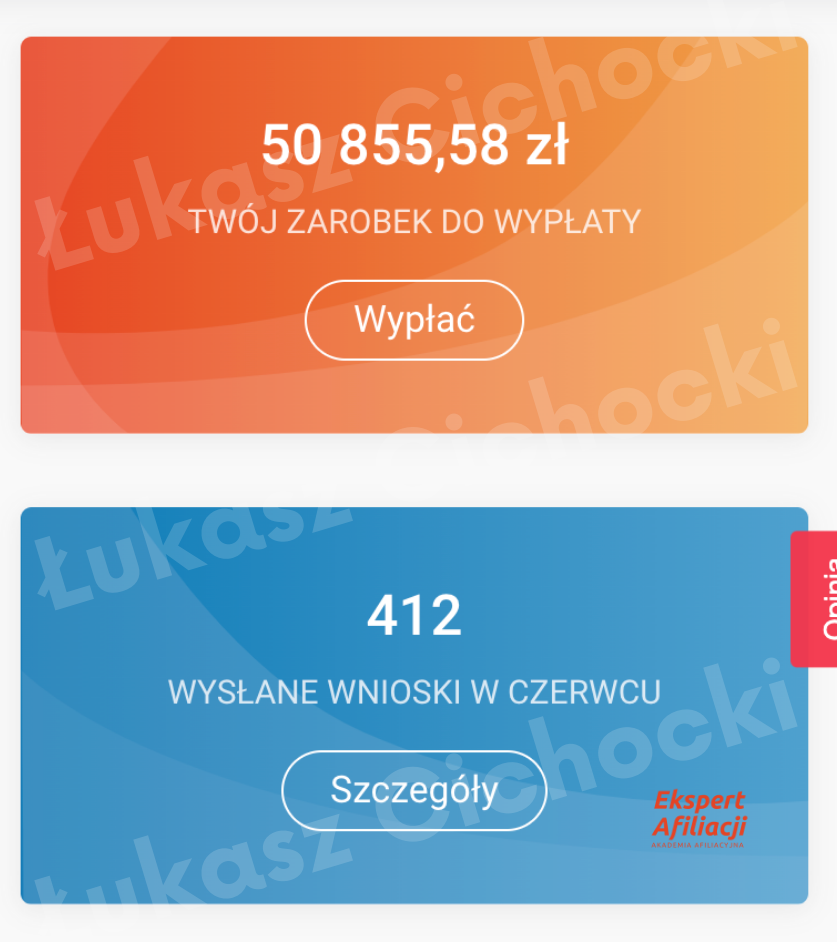 50 855,58 zł
TWÓJ ZAROBEK DO WYPŁATY
Wypłać
Łukasz Cichocki
Łukasz Cichocki
412
WYSŁANE WNIOSKI W CZERWCU
Szczegóły
Opinia
Ekspert
Afiliacji
AKADEMIA AFILIACYJNA
Łukasz Cichocki